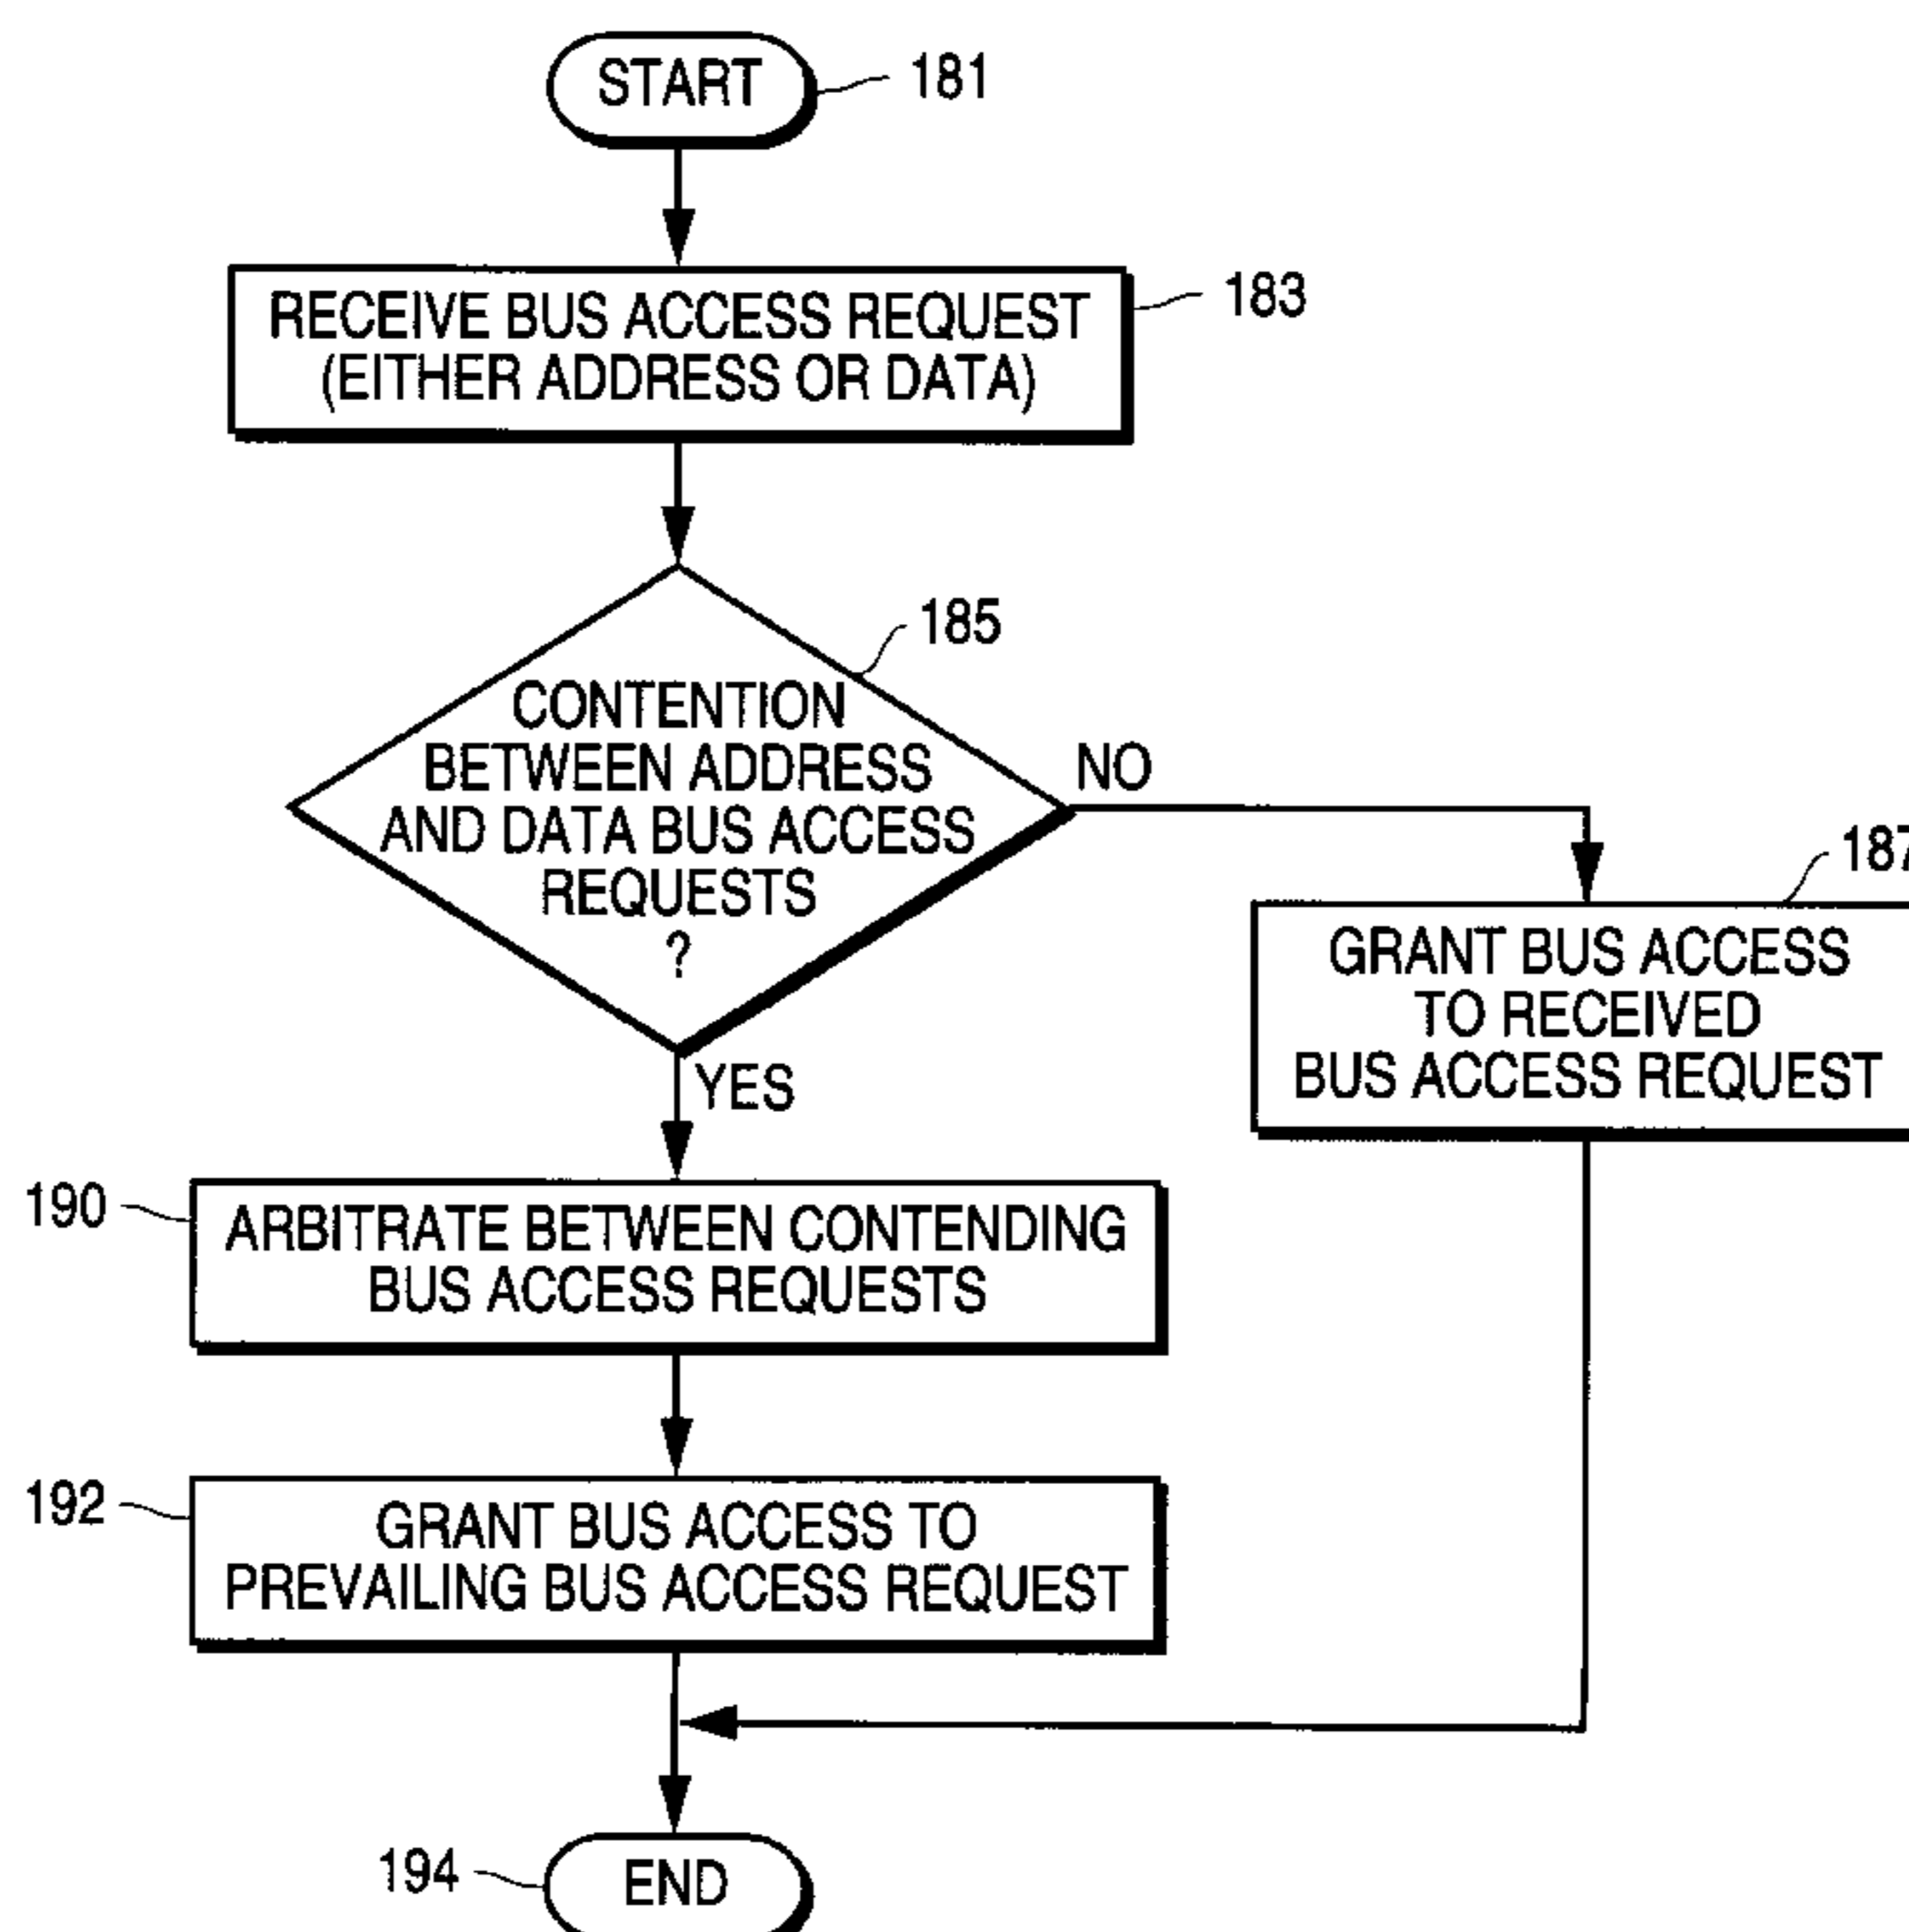 START
181
RECEIVE BUS ACCESS REQUEST
(EITHER ADDRESS OR DATA)
183
185
CONTENTION
BETWEEN ADDRESS
AND DATA BUS ACCESS
REQUESTS
?
NO
187
GRANT BUS ACCESS
TO RECEIVED
BUS ACCESS REQUEST
YES
190
ARBITRATE BETWEEN CONTENDING
BUS ACCESS REQUESTS
192
GRANT BUS ACCESS TO
PREVAILING BUS ACCESS REQUEST
194
END